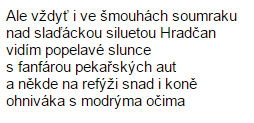 Ale vždyť i ve šmouhách soumraku
nad slaďáckou siluetou Hradčan
vidím popelavé slunce
s fanfárou pekařských aut
a někde na refýži snad i koně
ohniváka s modrýma očima